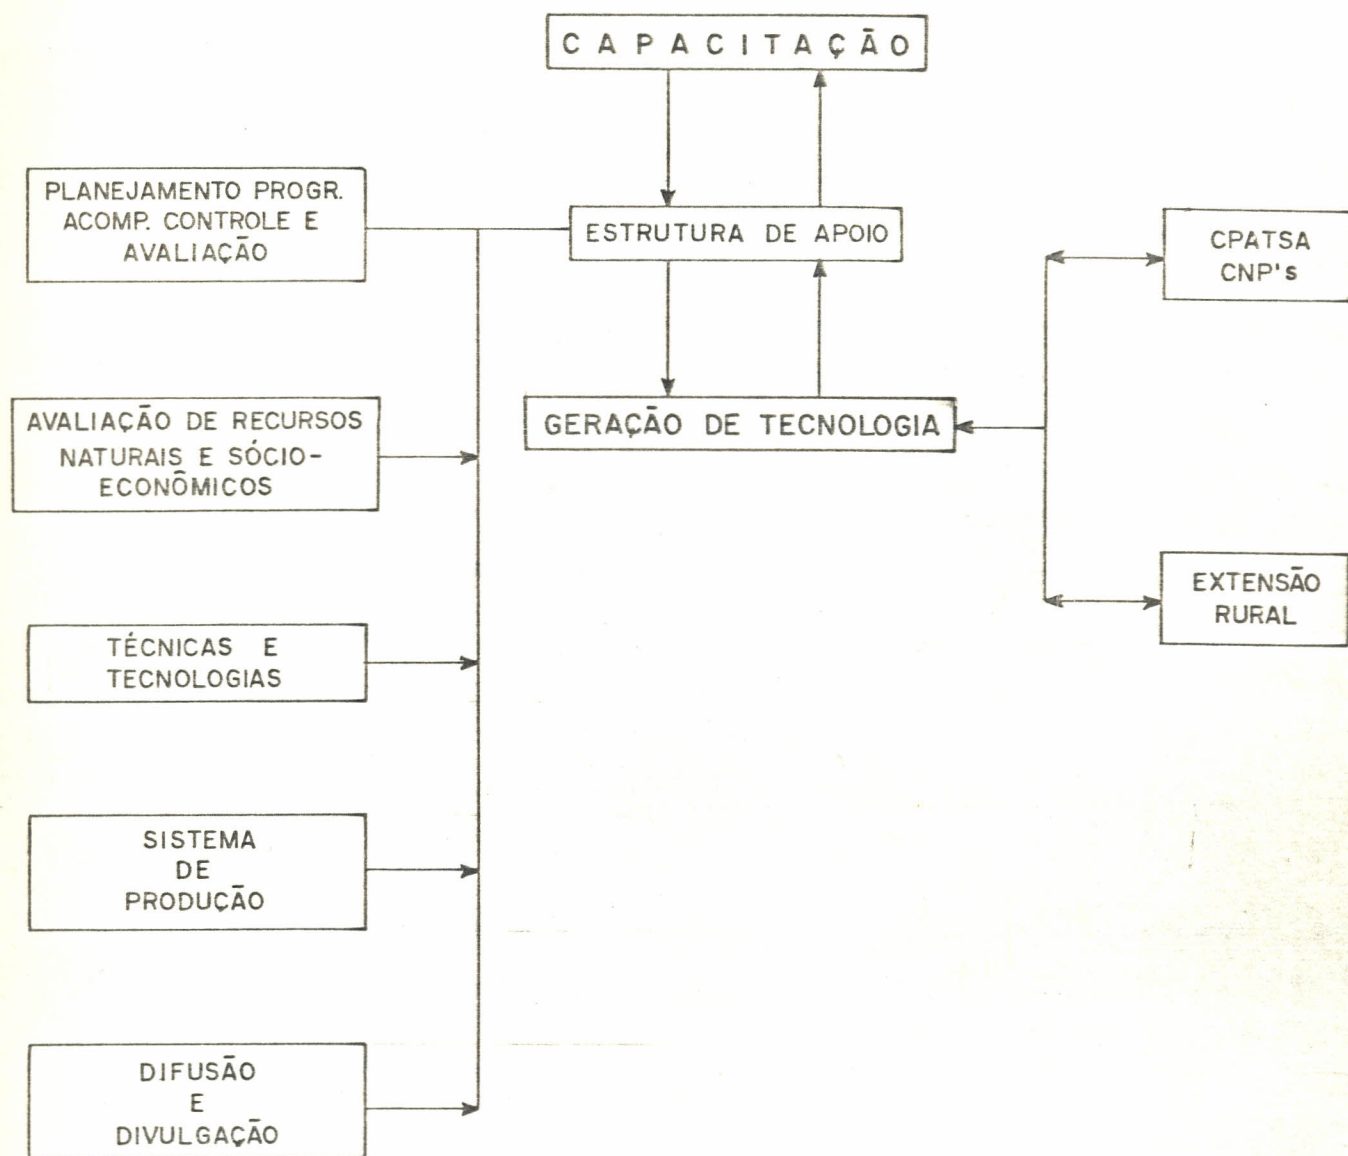 CAPACITAÇÃO
PLANEJAMENTO PROGR.
ACOMP. CONTROLE E
AVALIAÇÃO
ESTRUTURA DE APOIO
CPATSA
CNP's
AVALIAÇÃO DE RECURSOS
NATURAIS E SÓCIO-
ECONÔMICOS
GERAÇÃO DE TECNOLOGIA
EXTENSÃO
RURAL
TÉCNICAS E
TECNOLOGIAS
SISTEMA
DE
PRODUÇÃO
DIFUSÃO
E
DIVULGAÇÃO